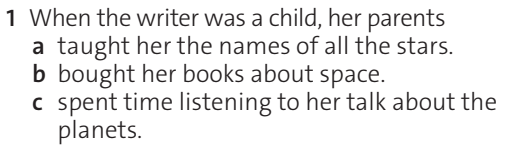 1 When the writer was a child, her parents
a taught her the names of all the stars.
b bought her books about space.
c spent time listening to her talk about the
planets.